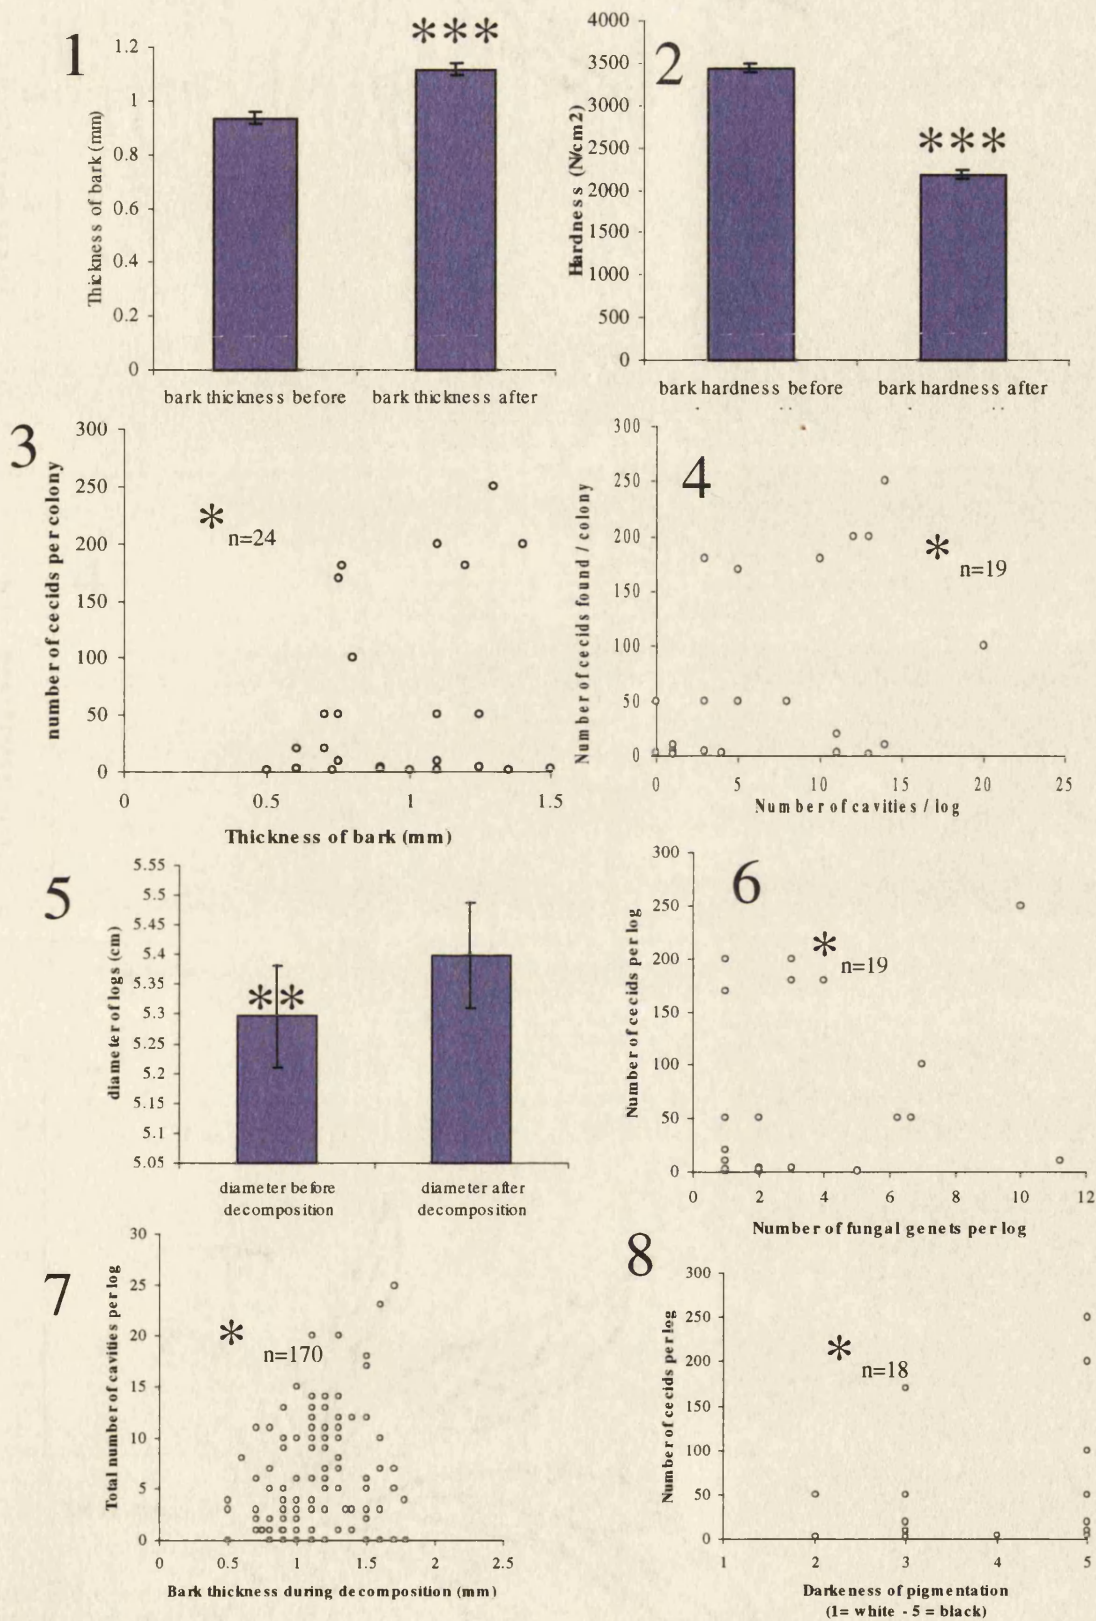 1
***
Thickness of bark (mm)
1.2
1
0.8
0.6
0.4
0.2
0
bark thickness before
bark thickness after
2
***
Hardness (N/cm2)
4000
3500
3000
2500
2000
1500
1000
500
0
bark hardness before
bark hardness after
3
* n=24
number of cecids per colony
300
250
200
150
100
50
0
0 0.5 1 1.5
Thickness of bark (mm)
4
* n=19
Number of cecids found / colony
300
250
200
150
100
50
0
0 5 10 15 20 25
Number of cavities / log
5
**
diameter of logs (cm)
5.55
5.5
5.45
5.4
5.35
5.3
5.25
5.2
5.15
5.1
5.05
diameter before
decomposition
diameter after
decomposition
6
* n=19
Number of cecids per log
300
250
200
150
100
50
0
0 2 4 6 8 10 12
Number of fungal genets per log
7
* n=170
Total number of cavities per log
30
25
20
15
10
5
0
0 0.5 1 1.5 2 2.5
Bark thickness during decomposition (mm)
8
* n=18
Number of cecids per log
300
250
200
150
100
50
0
1 2 3 4 5
Darkeness of pigmentation
(1= white - 5 = black)